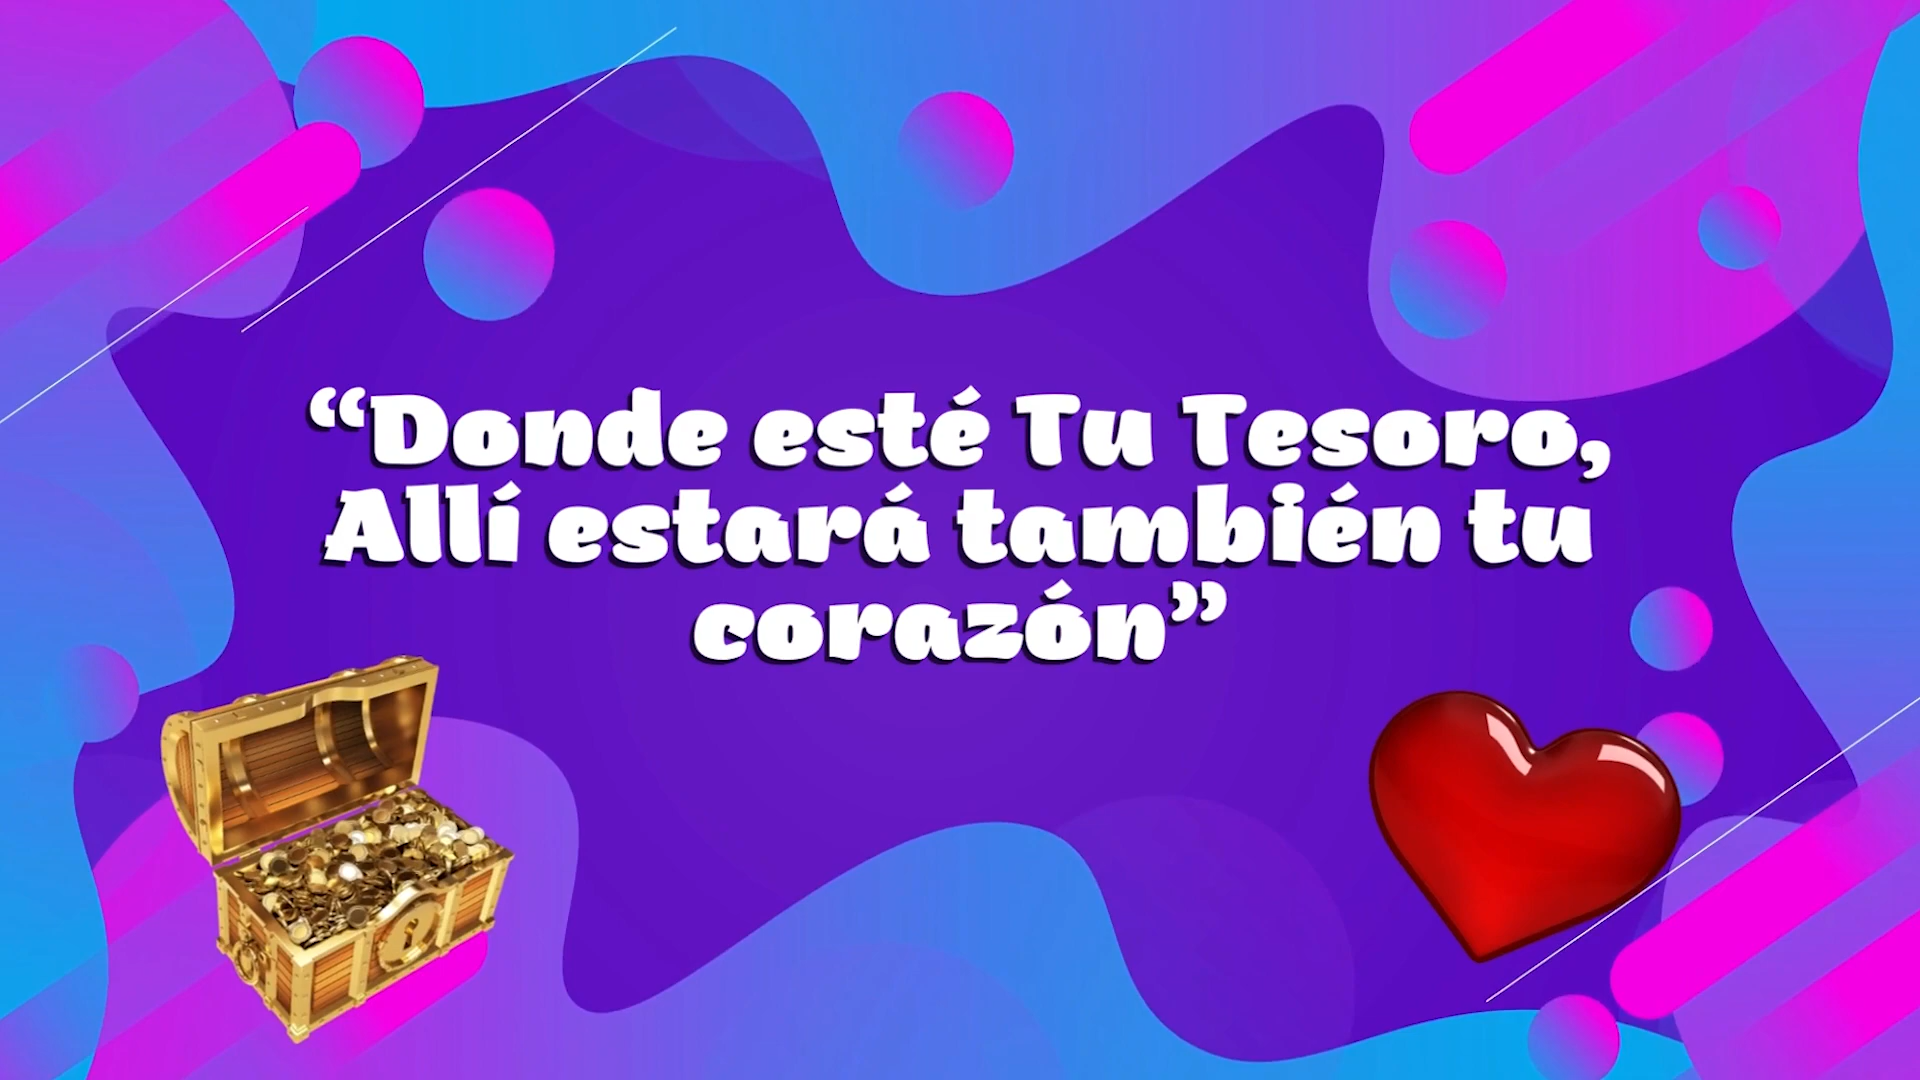 “Donde esté Tu Tesoro,
Allí estará también tu
corazón”